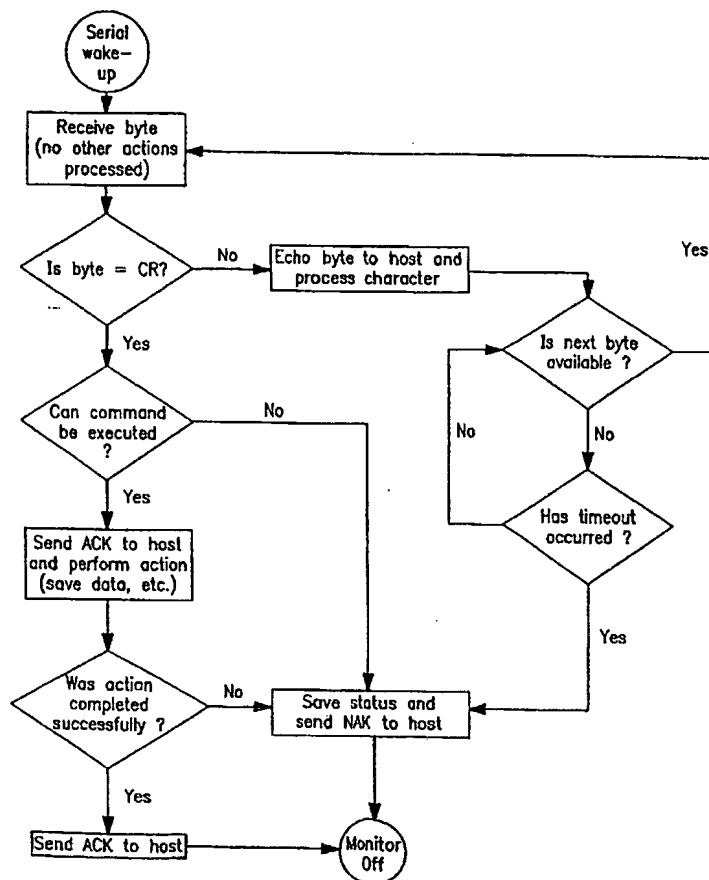 Serial
wake-
up
Receive byte
(no other actions
processed)
Is byte = CR?
No
Echo byte to host and
process character
Yes
Is next byte
available ?
Yes
Can command
be executed
?
No
No
No
Yes
Has timeout
occurred ?
Send ACK to host
and perform action
(save data, etc.)
Yes
Was action
completed
successfully ?
No
Save status and
send NAK to host
Yes
Send ACK to host
Monitor
Off